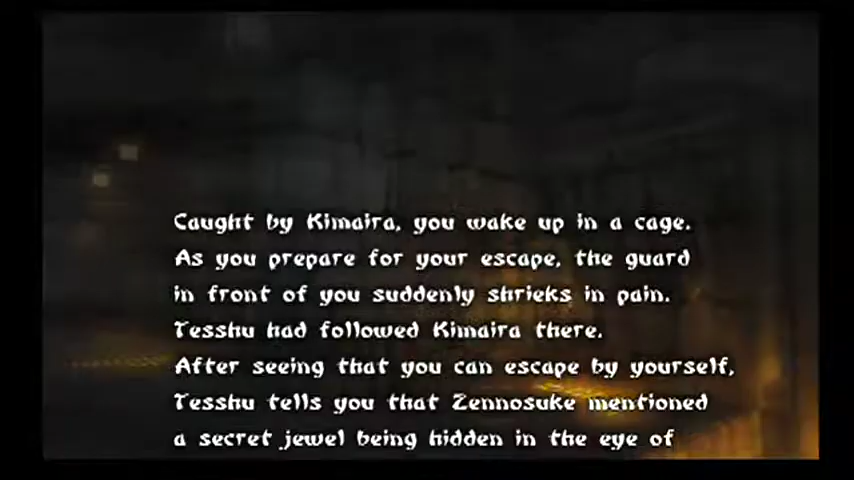 Caught by Kimaira, you wake up in a cage.
As you prepare for your escape, the guard
in front of you suddenly shrieks in pain.
Tesshu had followed Kimaira there.
After seeing that you can escape by yourself,
Tesshu tells you that Zennosuke mentioned
a secret jewel being hidden in the eye of